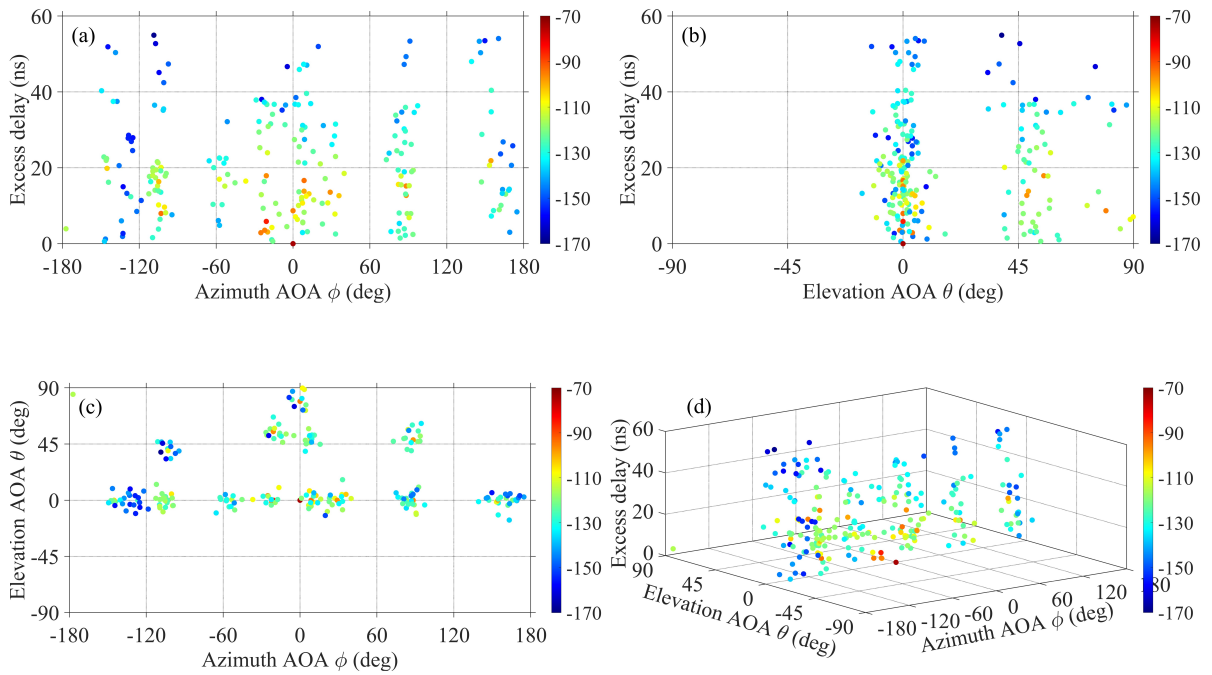 (a)
60
40
20
0
Excess delay (ns)
-180 -120 -60 0 60 120 180
Azimuth AOA ϕ (deg)
-70
-90
-110
-130
-150
-170
(b)
60
40
20
0
Excess delay (ns)
-90 -45 0 45 90
Elevation AOA θ (deg)
-70
-90
-110
-130
-150
-170
(c)
90
45
0
-45
-90
Elevation AOA θ (deg)
-180 -120 -60 0 60 120 180
Azimuth AOA ϕ (deg)
-70
-90
-110
-130
-150
-170
(d)
60
40
20
0
Excess delay (ns)
90 45 0 -45 -90
Elevation AOA θ (deg)
-180 -120 -60 0 60 120 180
Azimuth AOA ϕ (deg)
-70
-90
-110
-130
-150
-170